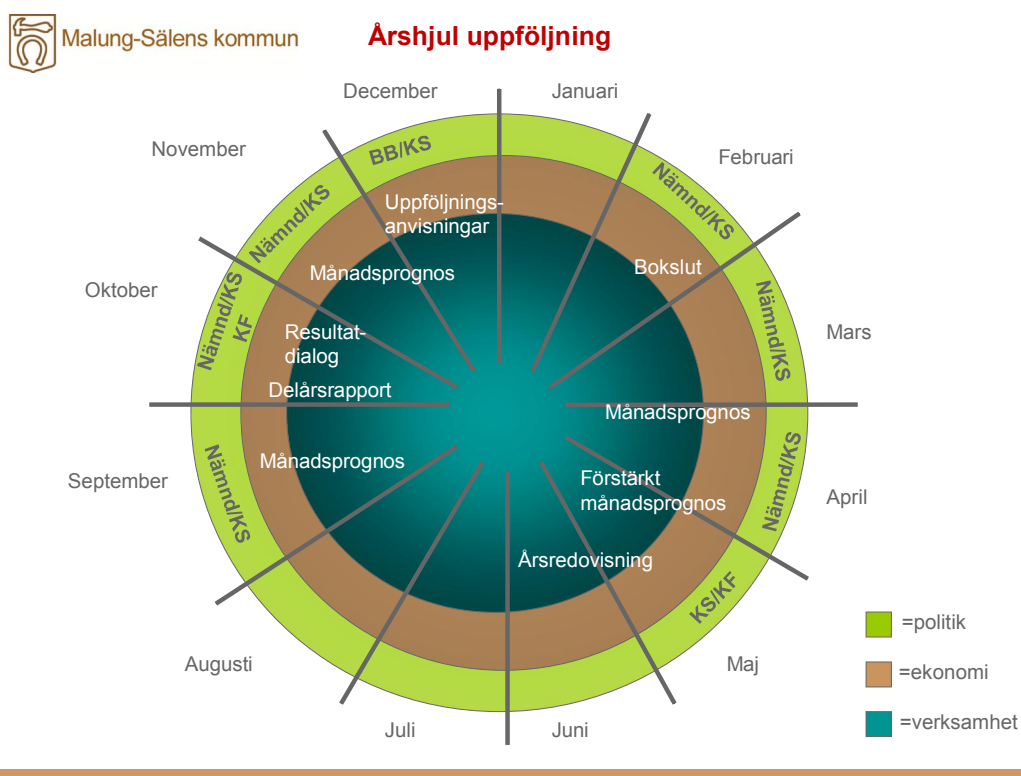 Malung-Sälens kommun
Årshjul uppföljning
December
Januari
November
Februari
BB/KS
Nämnd/KS
Nämnd/KS
Uppföljnings-
anvisningar
Månadsprognos
Bokslut
Oktober
Nämnd/KS
KF
Nämnd/KS
Mars
Resultat-
dialog
Delårsrapport
Månadsprognos
September
Nämnd/KS
Månadsprognos
Förstärkt
månadsprognos
Nämnd/KS
April
Årsredovisning
KS/KF
Augusti
Maj
Juli
Juni
=politik
=ekonomi
=verksamhet